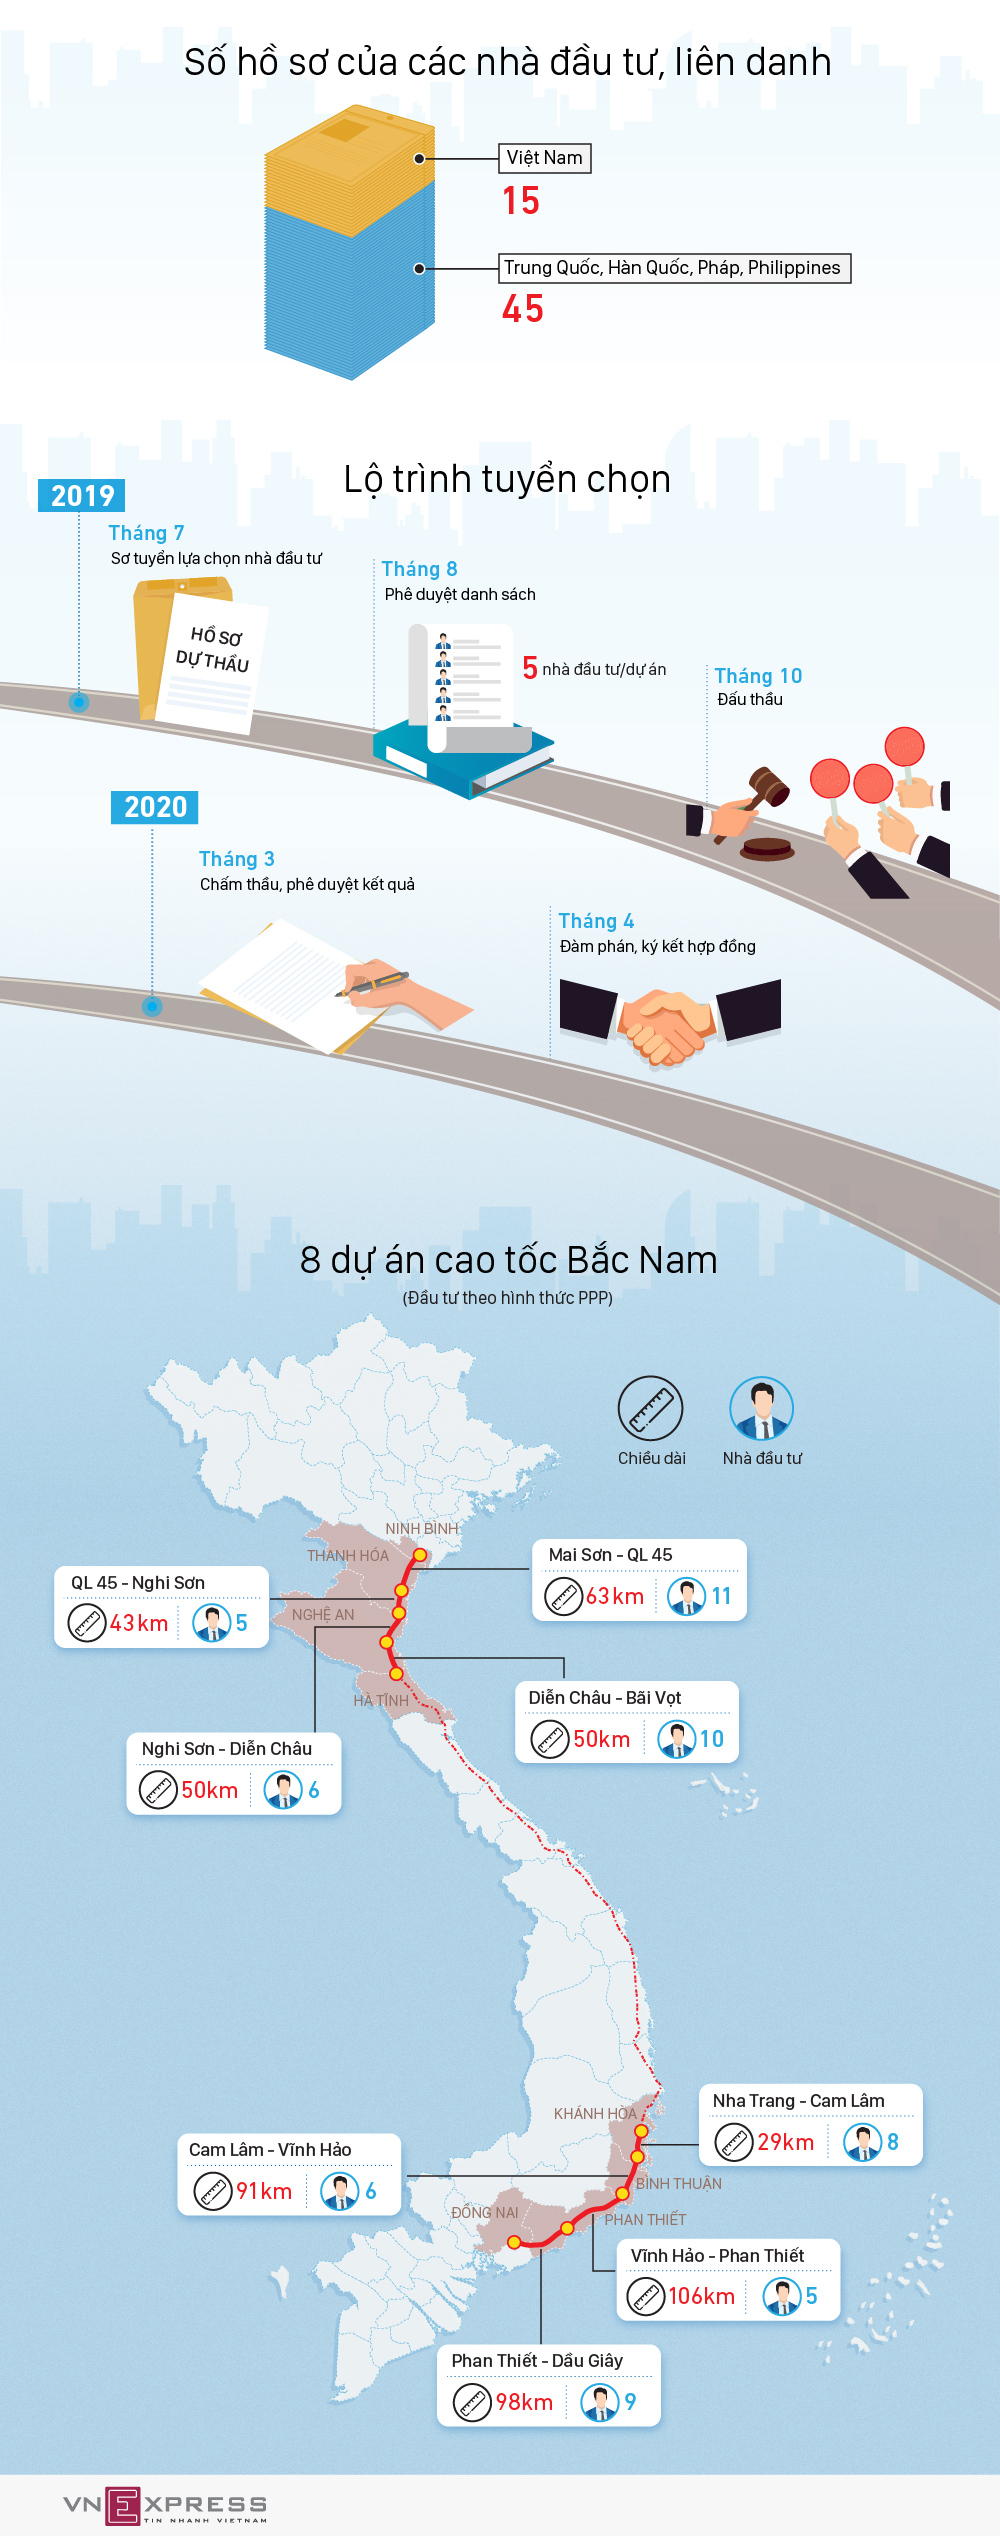 Số hồ sơ của các nhà đầu tư, liên danh
Việt Nam
15
Trung Quốc, Hàn Quốc, Pháp, Philippines
45
Lộ trình tuyển chọn
2019
Tháng 7
Sơ tuyển lựa chọn nhà đầu tư
HỒ SƠ
DỰ THẦU
Tháng 8
Phê duyệt danh sách
5 nhà đầu tư/dự án
Tháng 10
Đấu thầu
2020
Tháng 3
Chấm thầu, phê duyệt kết quả
Tháng 4
Đàm phán, ký kết hợp đồng
8 dự án cao tốc Bắc Nam
(Đầu tư theo hình thức PPP)
Chiều dài
Nhà đầu tư
NINH BÌNH
THANH HÓA
NGHỆ AN
HÀ TĨNH
Mai Sơn - QL 45
63km
11
QL 45 - Nghi Sơn
43km
5
Diễn Châu - Bãi Vọt
50km
10
Nghi Sơn - Diễn Châu
50km
6
KHÁNH HÒA
Nha Trang - Cam Lâm
29km
8
Cam Lâm - Vĩnh Hảo
91km
6
BÌNH THUẬN
ĐỒNG NAI
PHAN THIẾT
Vĩnh Hảo - Phan Thiết
106km
5
Phan Thiết - Dầu Giây
98km
9
VNEXPRESS
TIN NHANH VIETNAM